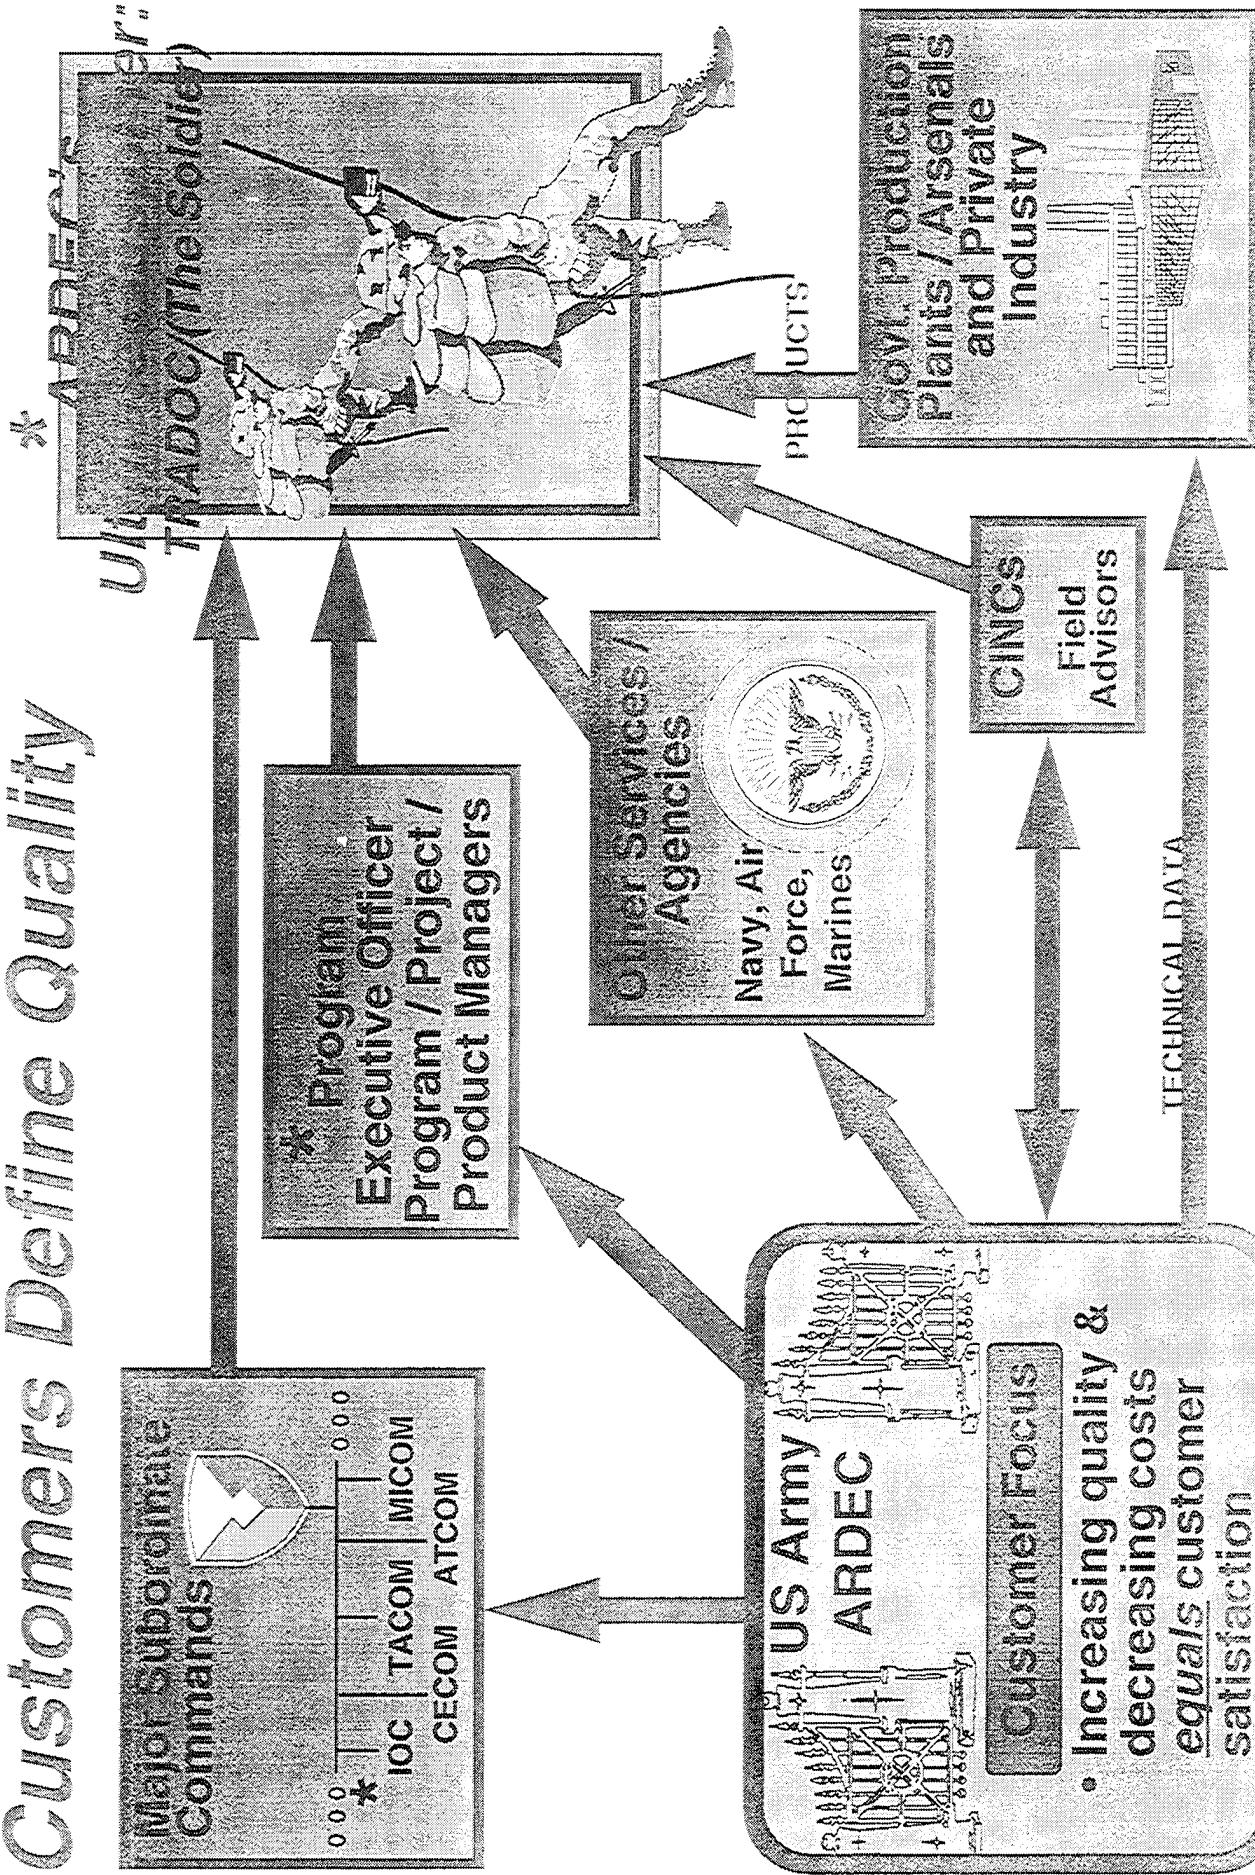 Customers Define Quality
*
TRADOC (The Soldier)
Major Subordinate
Commands
000
000
*
IOC TACOM MICOM
CECOM ATCOM
* Program
Executive Officer
Program / Project /
Product Managers
Other Services /
Agencies
Navy, Air
Force,
Marines
CINCs
Field
Advisors
PRODUCTS
Govt. Production
Plants / Arsenals
and Private
Industry
TECHNICAL DATA
US Army
ARDEC
Customer Focus
• Increasing quality &
decreasing costs
equals customer
satisfaction